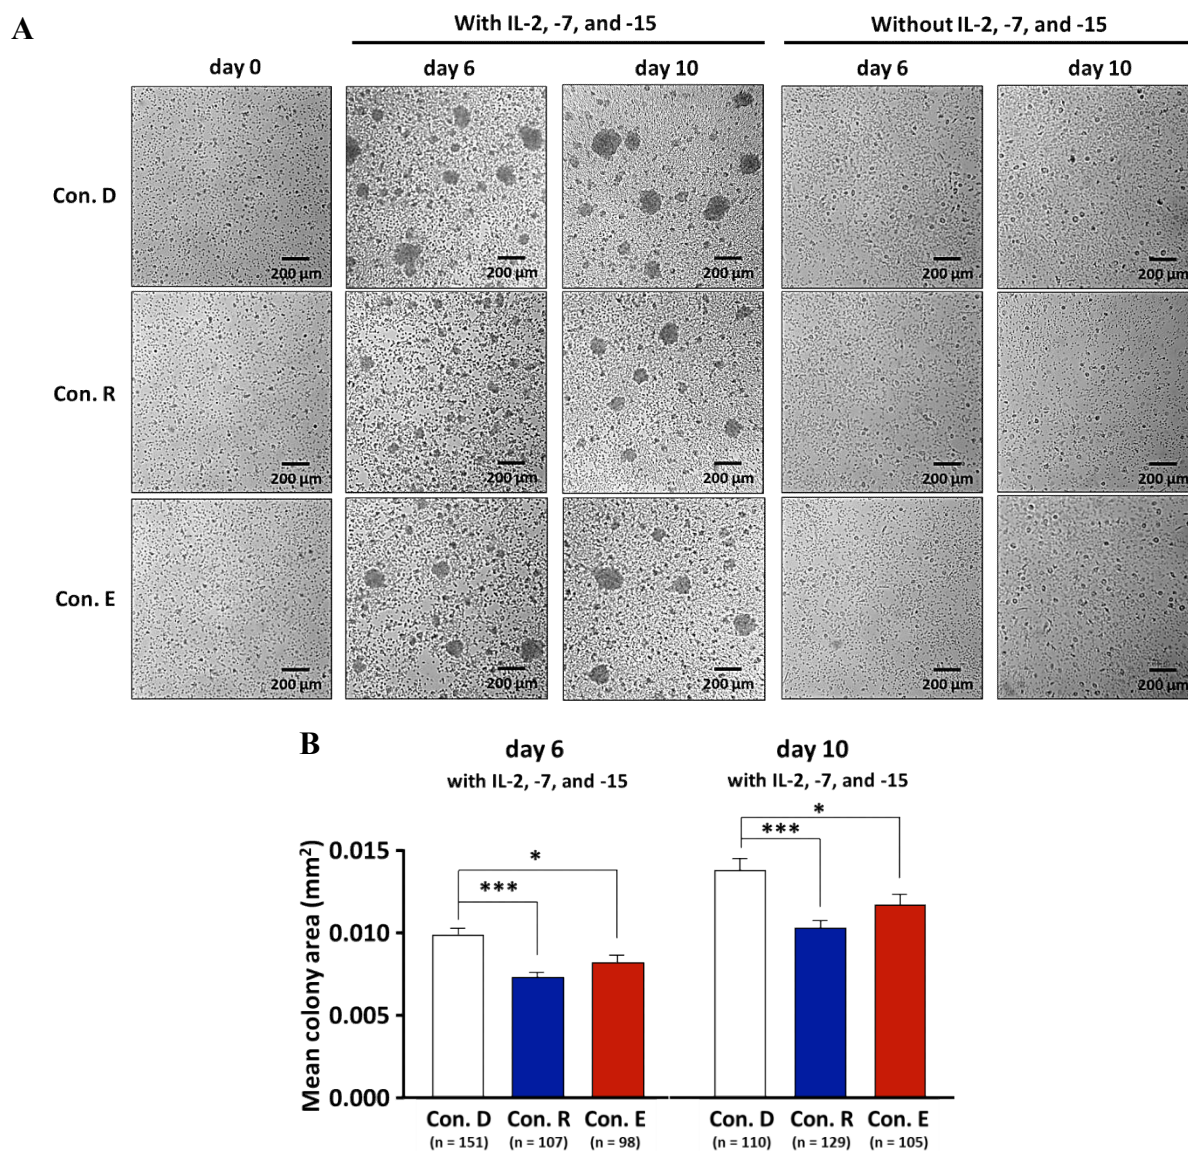 A
With IL-2, -7, and -15
Without IL-2, -7, and -15
day 0
day 6
day 10
day 6
day 10
Con. D
200 µm
200 µm
200 µm
200 µm
200 µm
Con. R
200 µm
200 µm
200 µm
200 µm
200 µm
Con. E
200 µm
200 µm
200 µm
200 µm
200 µm
B
day 6
with IL-2, -7, and -15
day 10
with IL-2, -7, and -15
Mean colony area (mm²)
0.015
0.010
0.005
0.000
*
***
*
***
Con. D
(n = 151)
Con. R
(n = 107)
Con. E
(n = 98)
Con. D
(n = 110)
Con. R
(n = 129)
Con. E
(n = 105)